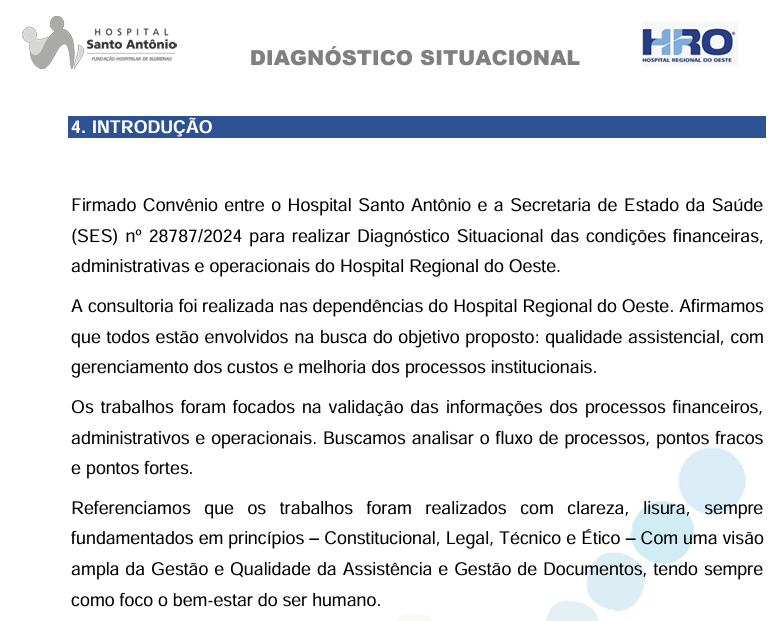 HOSPITAL
Santo Antônio
FUNDAÇÃO HOSPITALAR DE BLUMENAU
DIAGNÓSTICO SITUACIONAL
HRO
HOSPITAL REGIONAL DO OESTE
4. INTRODUÇÃO
Firmado Convênio entre o Hospital Santo Antônio e a Secretaria de Estado da Saúde
(SES) nº 28787/2024 para realizar Diagnóstico Situacional das condições financeiras,
administrativas e operacionais do Hospital Regional do Oeste.
A consultoria foi realizada nas dependências do Hospital Regional do Oeste. Afirmamos
que todos estão envolvidos na busca do objetivo proposto: qualidade assistencial, com
gerenciamento dos custos e melhoria dos processos institucionais.
Os trabalhos foram focados na validação das informações dos processos financeiros,
administrativos e operacionais. Buscamos analisar o fluxo de processos, pontos fracos
e pontos fortes.
Referenciamos que os trabalhos foram realizados com clareza, lisura, sempre
fundamentados em princípios – Constitucional, Legal, Técnico e Ético – Com uma visão
ampla da Gestão e Qualidade da Assistência e Gestão de Documentos, tendo sempre
como foco o bem-estar do ser humano.